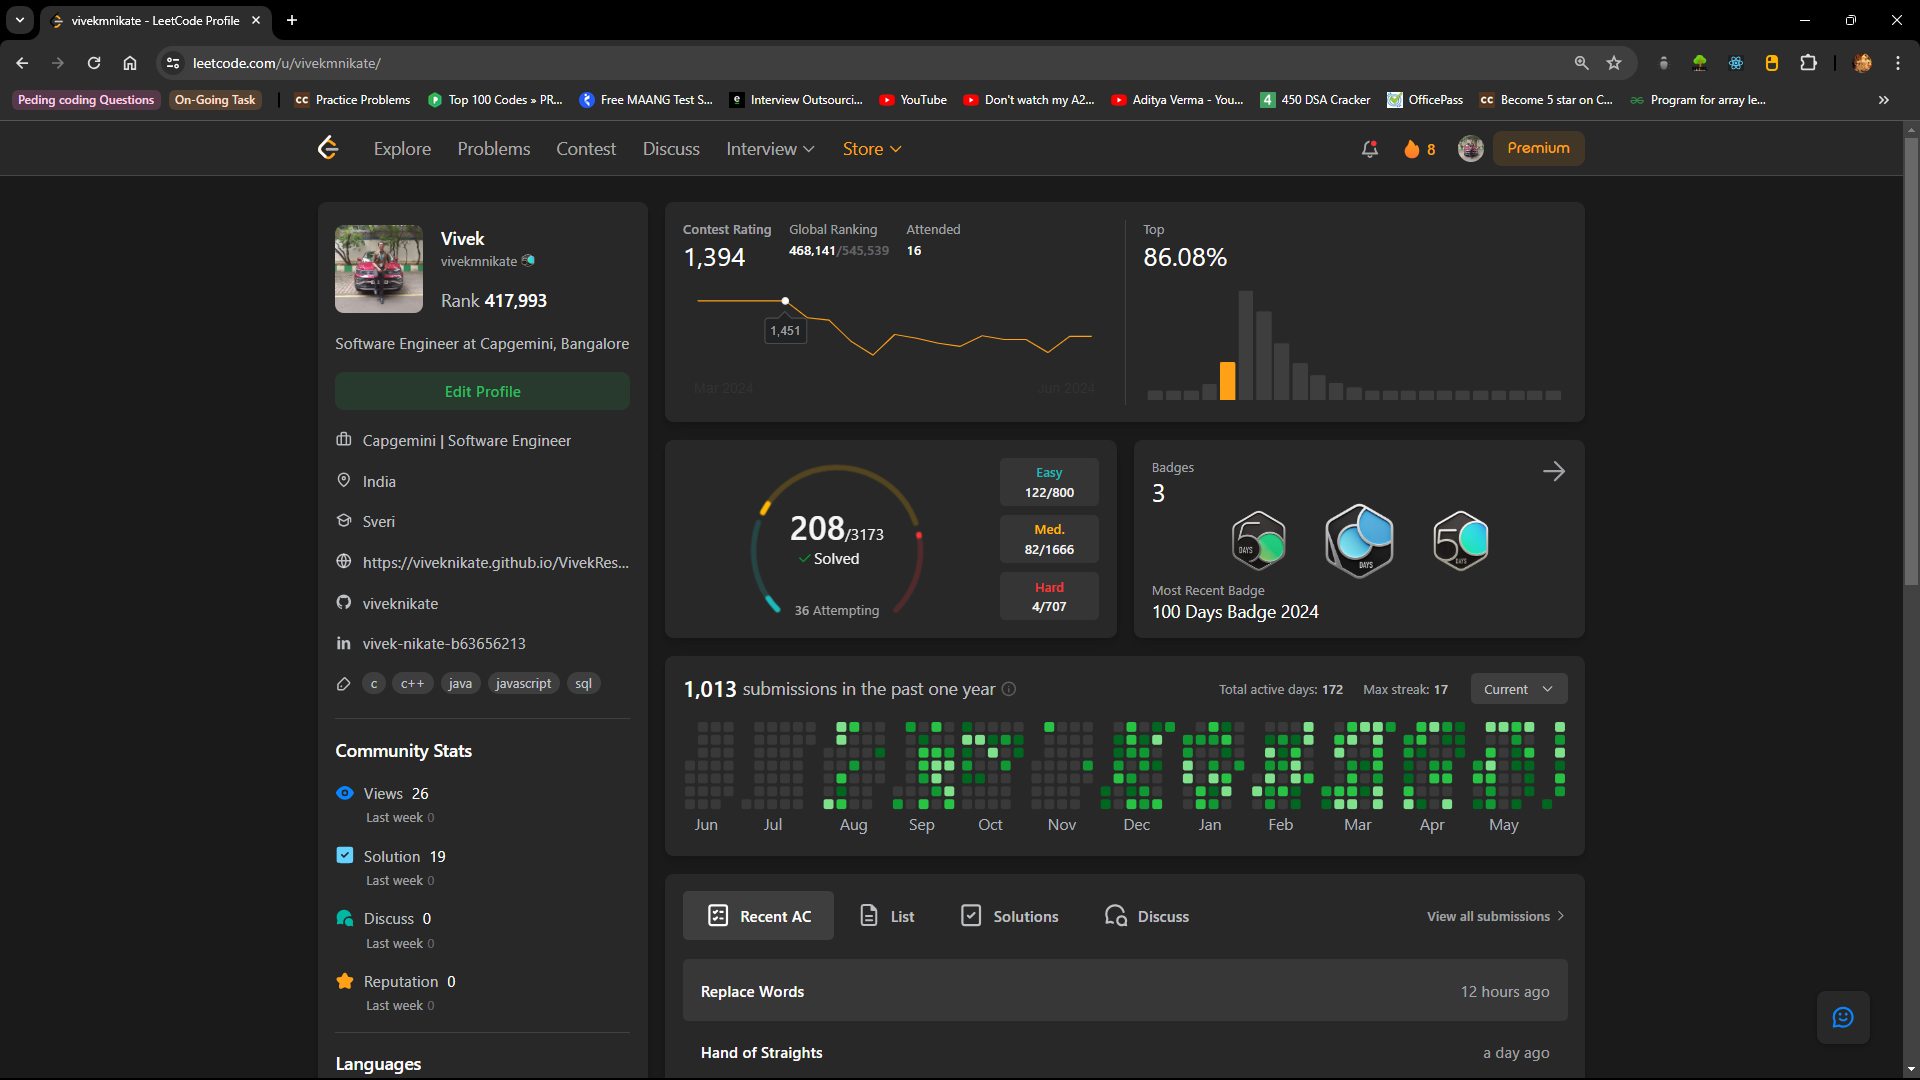 vivekmnikate - LeetCode Profile
leetcode.com/u/vivekmnikate/
Peding coding Questions
On-Going Task
CC Practice Problems
Top 100 Codes » PR...
Free MAANG Test S...
e Interview Outsourci...
YouTube
Don't watch my A2...
Aditya Verma - You...
4 450 DSA Cracker
OfficePass
CC Become 5 star on C...
Program for array le...
»
Explore
Problems
Contest
Discuss
Interview
Store
8
Premium
Vivek
vivekmnikate
Rank 417,993
Software Engineer at Capgemini, Bangalore
Edit Profile
Capgemini | Software Engineer
India
Sveri
https://viveknikate.github.io/VivekRes...
viveknikate
in vivek-nikate-b63656213
c
c++
java
javascript
sql
Community Stats
Views 26
Last week 0
Solution 19
Last week 0
Discuss 0
Last week 0
Reputation 0
Last week 0
Languages
Contest Rating
1,394
Global Ranking
468,141/545,539
Attended
16
1,451
Mar 2024
Jun 2024
Top
86.08%
208/3173
Solved
36 Attempting
Easy
122/800
Med.
82/1666
Hard
4/707
Badges
3
50 DAYS
DAYS
50 DAYS
Most Recent Badge
100 Days Badge 2024
1,013 submissions in the past one year
Total active days: 172
Max streak: 17
Current
Jun
Jul
Aug
Sep
Oct
Nov
Dec
Jan
Feb
Mar
Apr
May
Recent AC
List
Solutions
Discuss
View all submissions
Replace Words
12 hours ago
Hand of Straights
a day ago